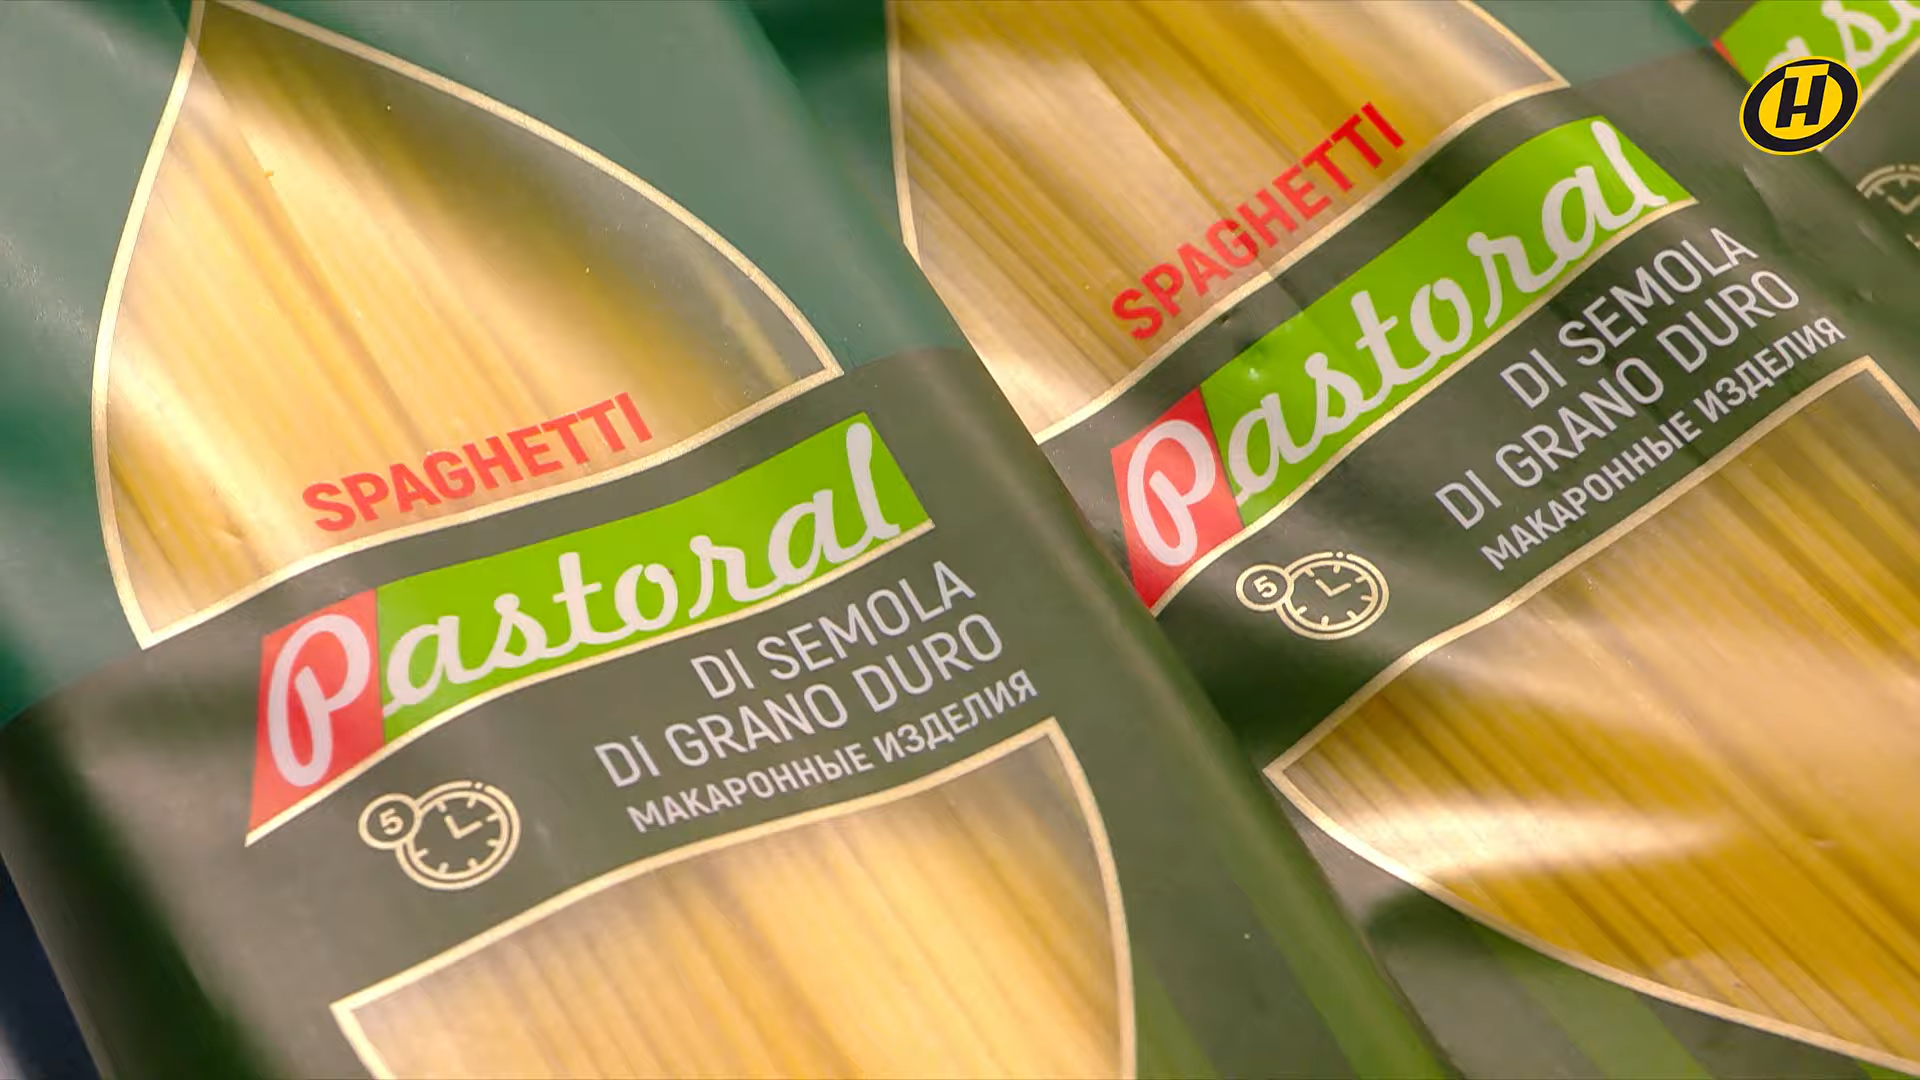 SPAGHETTI
Pastoral
DI SEMOLA
DI GRANO DURO
МАКАРОННЫЕ ИЗДЕЛИЯ
5
SPAGHETTI
Pastoral
DI SEMOLA
DI GRANO DURO
МАКАРОННЫЕ ИЗДЕЛИЯ
5